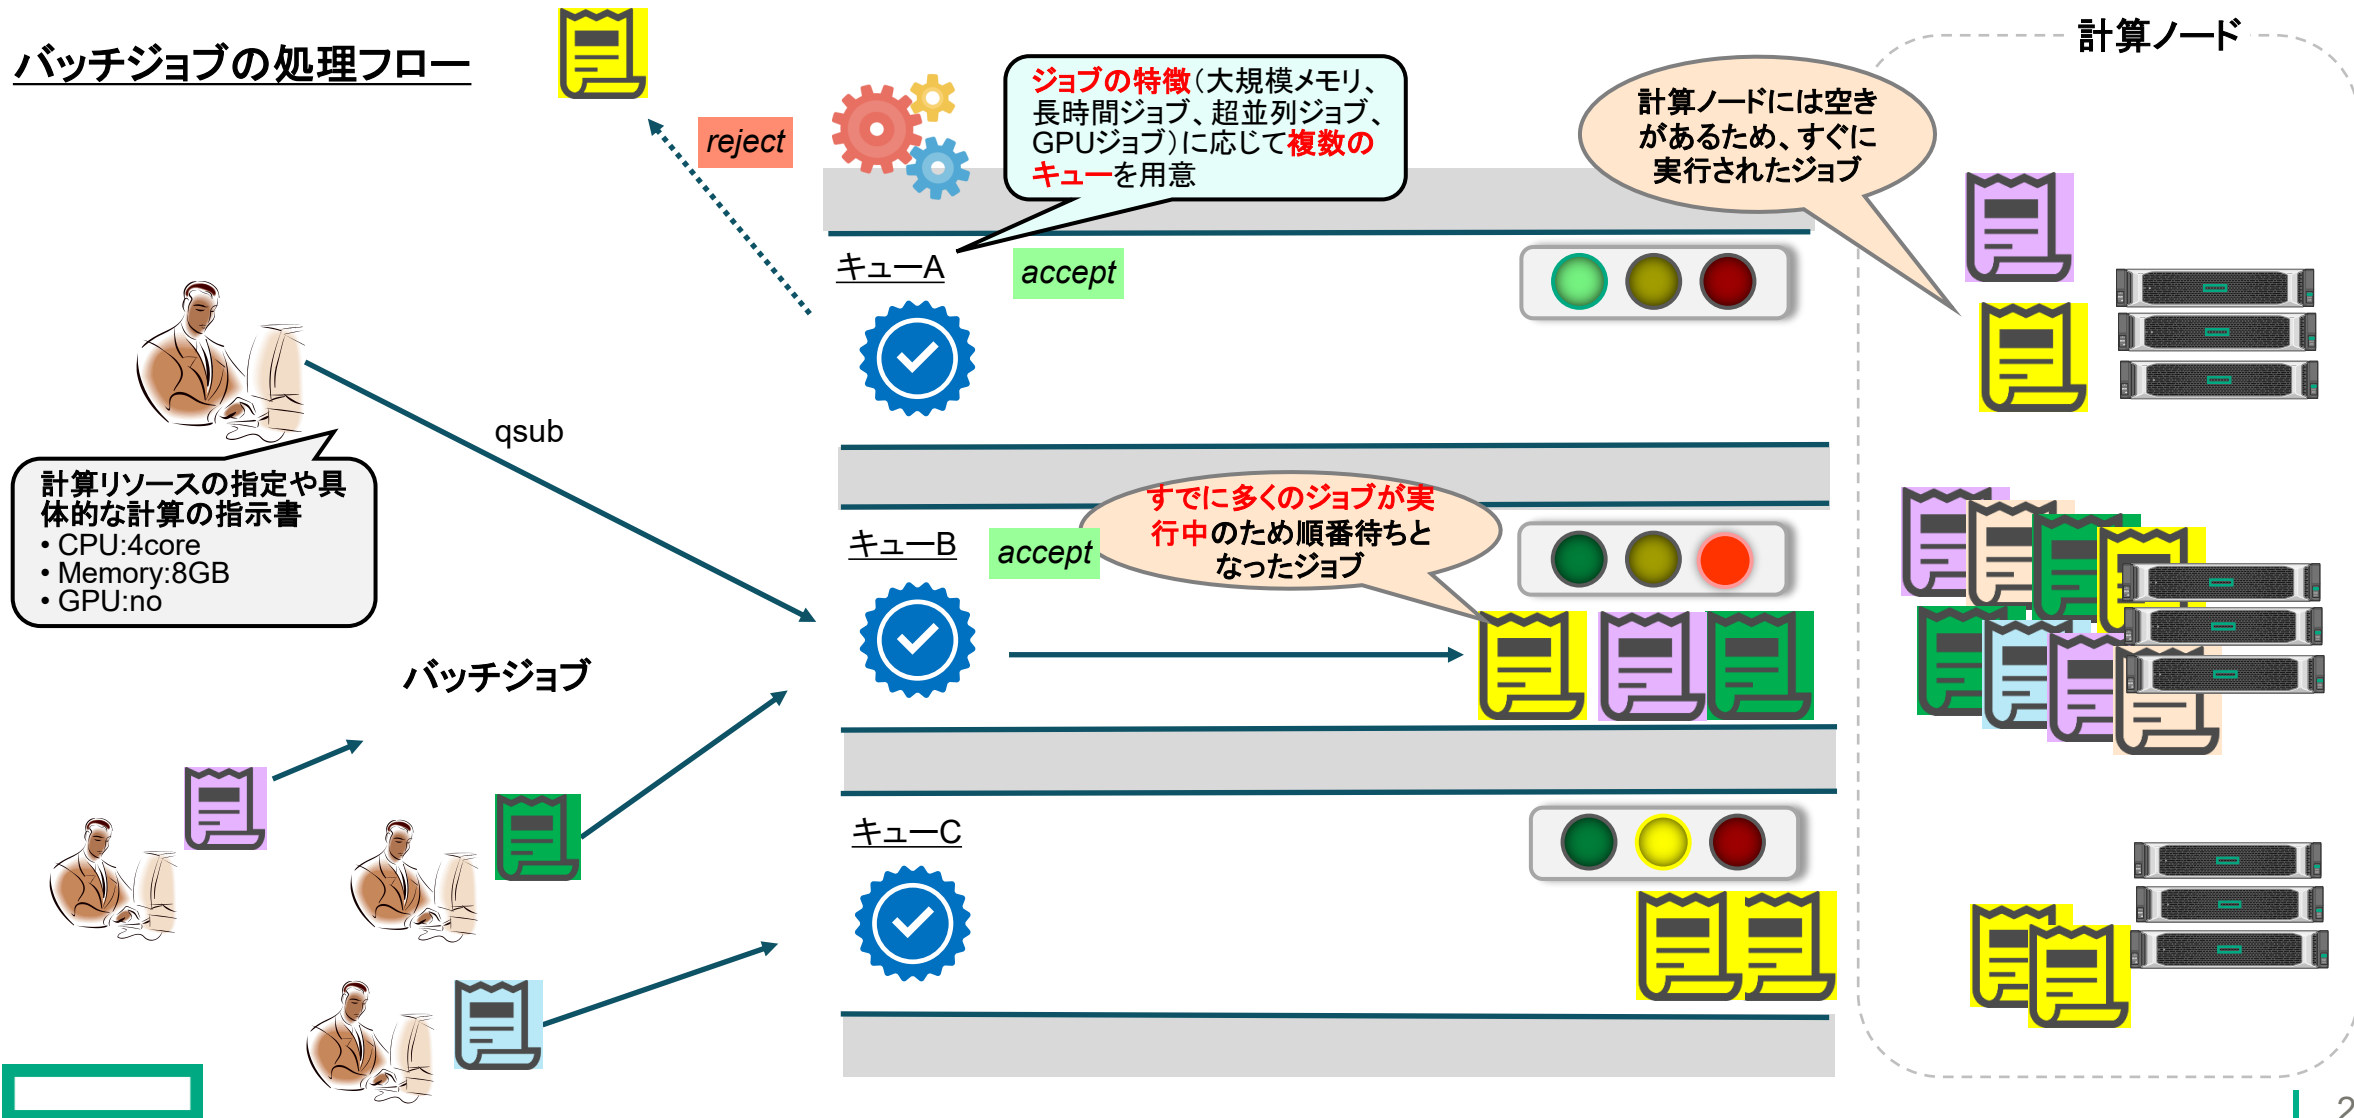 バッチジョブの処理フロー
reject
ジョブの特徴（大規模メモリ、
長時間ジョブ、超並列ジョブ、
GPUジョブ）に応じて複数の
キューを用意
計算ノード
計算ノードには空き
があるため、すぐに
実行されたジョブ
キューA
accept
qsub
計算リソースの指定や具
体的な計算の指示書
• CPU:4core
• Memory:8GB
• GPU:no
すでに多くのジョブが実
行中のため順番待ちと
なったジョブ
キューB
accept
バッチジョブ
キューC
2